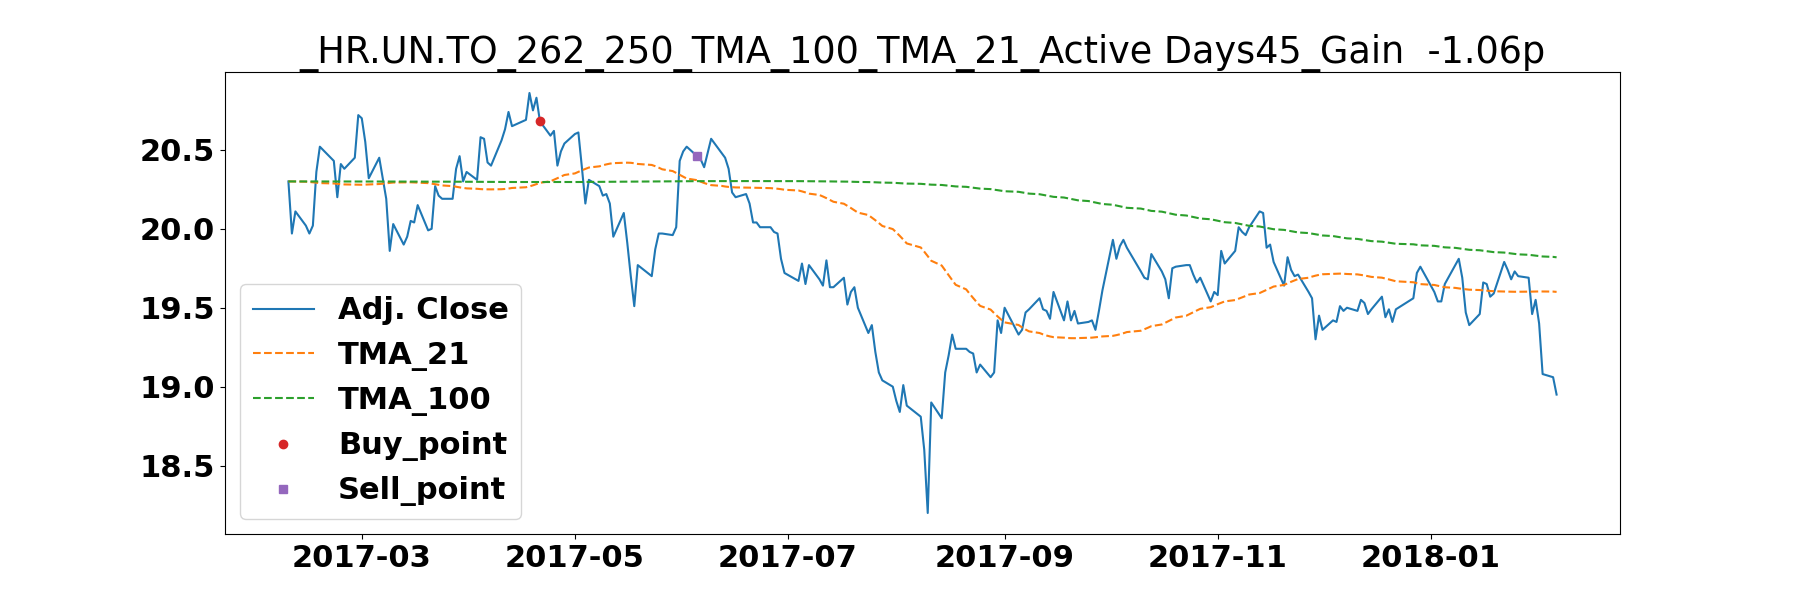 _HR.UN.TO_262_250_TMA_100_TMA_21_Active Days45_Gain  -1.06p
20.5
20.0
19.5
19.0
18.5
Adj. Close
TMA_21
TMA_100
Buy_point
Sell_point
2017-03
2017-05
2017-07
2017-09
2017-11
2018-01